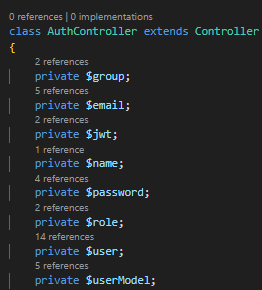 0 references | 0 implementations
class AuthController extends Controller
{
2 references
private $group;
5 references
private $email;
2 references
private $jwt;
1 reference
private $name;
4 references
private $password;
2 references
private $role;
14 references
private $user;
5 references
private $userModel;